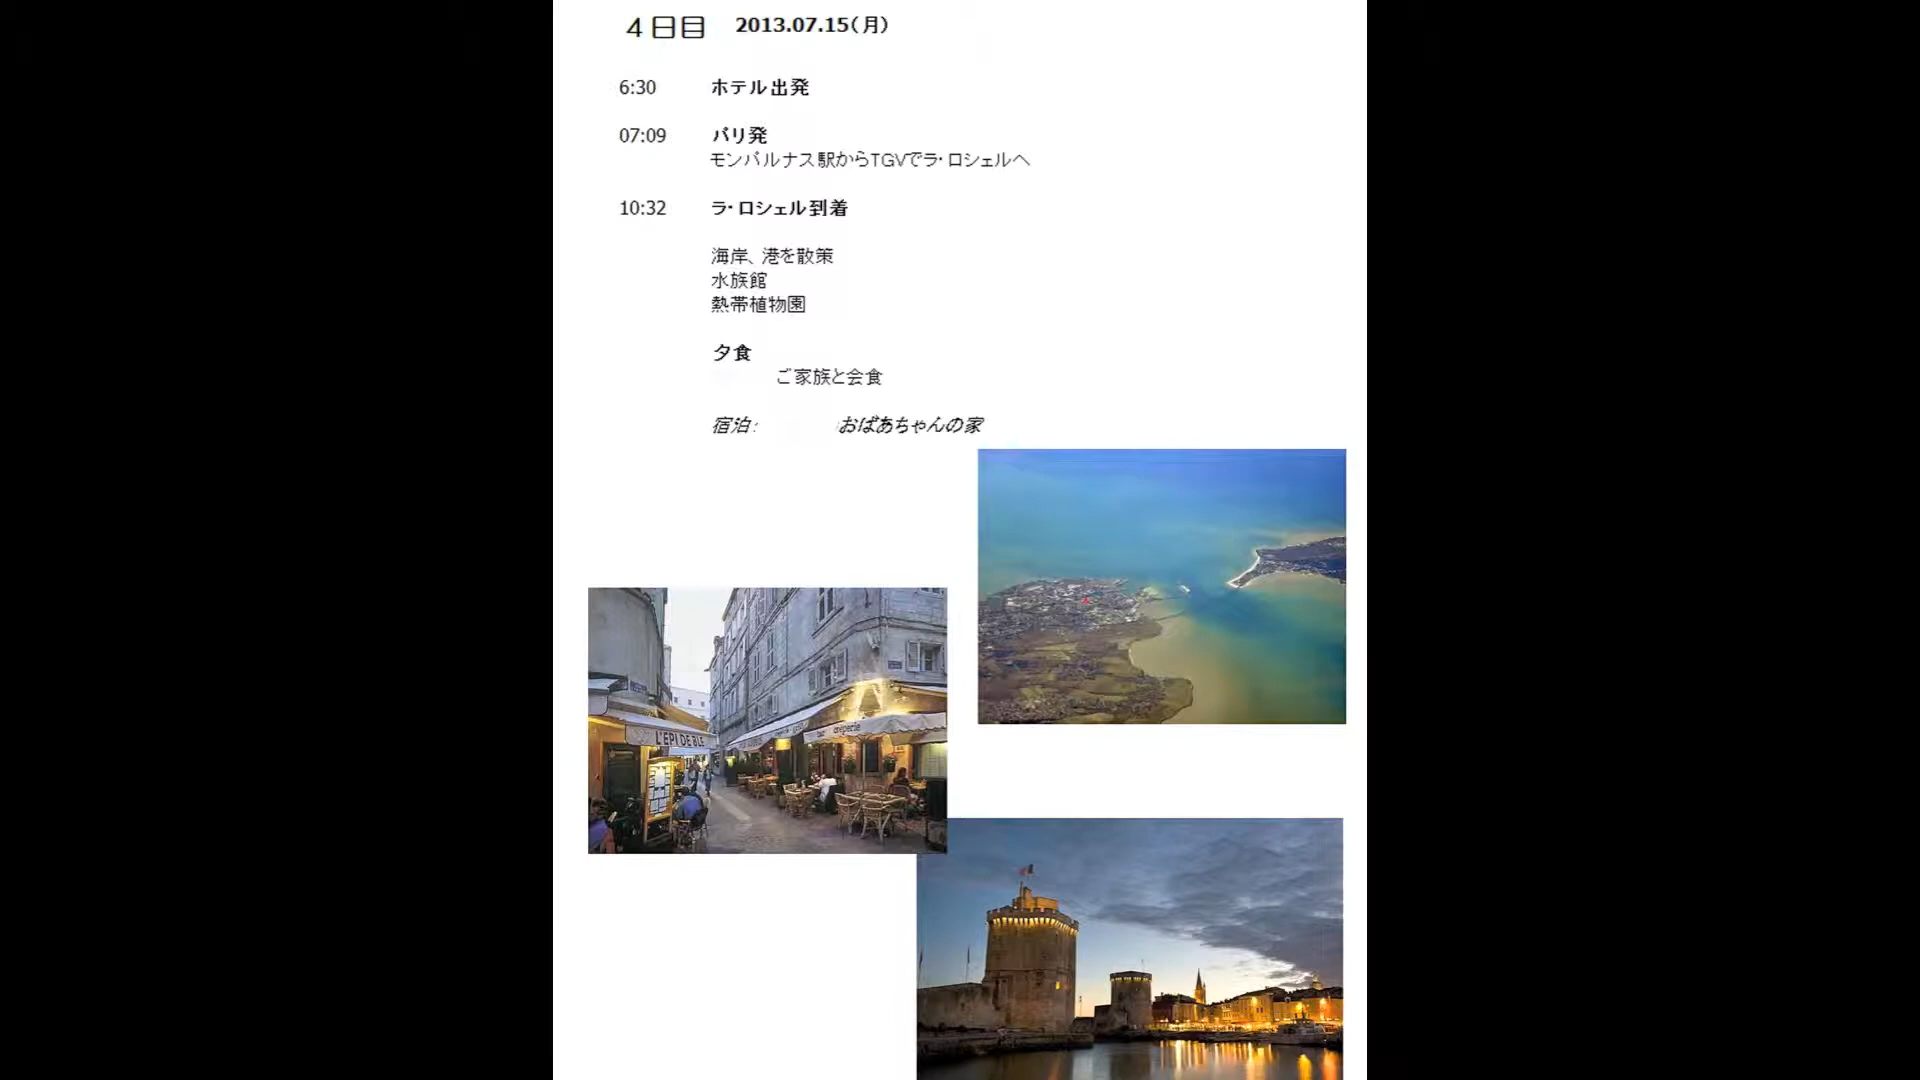 4日目 2013.07.15(月)
6:30 ホテル出発
07:09 パリ発
モンパルナス駅からTGVでラ・ロシェルへ
10:32 ラ・ロシェル到着
海岸、港を散策
水族館
熱帯植物園
夕食
ご家族と会食
宿泊: おばあちゃんの家
L'EPI DE BLE
crêperie